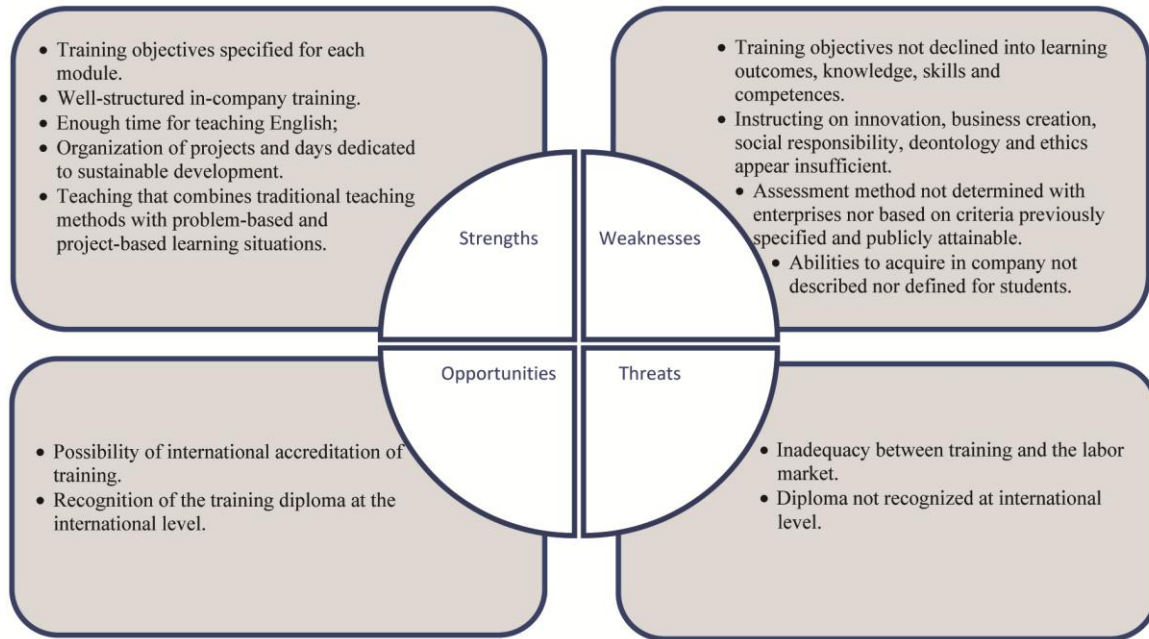 • Training objectives specified for each
module.
• Well-structured in-company training.
• Enough time for teaching English;
• Organization of projects and days dedicated
to sustainable development.
• Teaching that combines traditional teaching
methods with problem-based and
project-based learning situations.
• Training objectives not declined into learning
outcomes, knowledge, skills and
competences.
• Instructing on innovation, business creation,
social responsibility, deontology and ethics
appear insufficient.
• Assessment method not determined with
enterprises nor based on criteria previously
specified and publicly attainable.
• Abilities to acquire in company not
described nor defined for students.
Strengths
Weaknesses
Opportunities
Threats
• Possibility of international accreditation of
training.
• Recognition of the training diploma at the
international level.
• Inadequacy between training and the labor
market.
• Diploma not recognized at international
level.